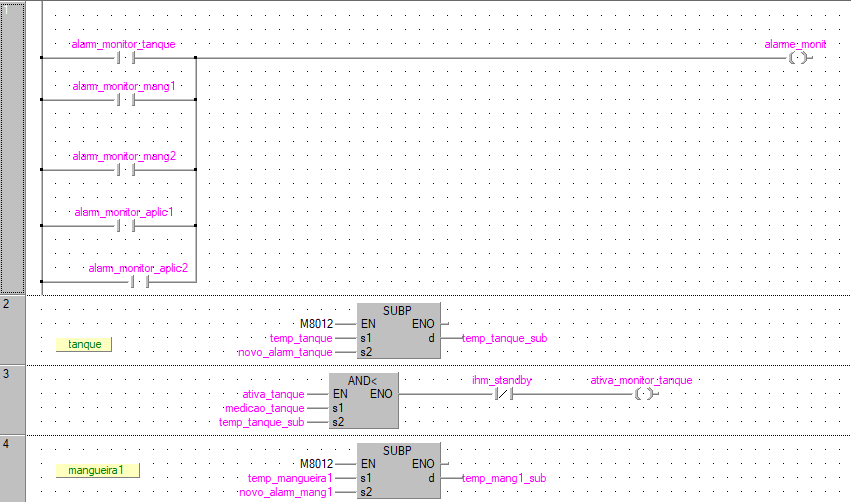 1
alarm_monitor_tanque
alarme_monit
alarm_monitor_mang1
alarm_monitor_mang2
alarm_monitor_aplic1
alarm_monitor_aplic2
2
SUBP
M8012 EN ENO
temp_tanque s1 d temp_tanque_sub
novo_alarm_tanque s2
tanque
3
AND<
ihm_standby
ativa_monitor_tanque
ativa_tanque EN ENO
medicao_tanque s1
temp_tanque_sub s2
4
SUBP
M8012 EN ENO
mangueira1
temp_mangueira1 s1 d temp_mang1_sub
novo_alarm_mang1 s2